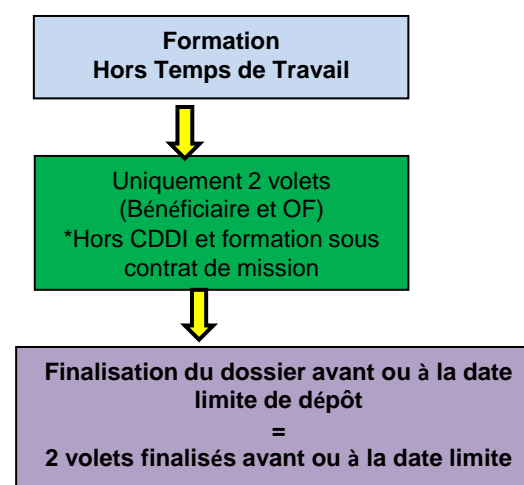 Formation
Hors Temps de Travail
Uniquement 2 volets
(Bénéficiaire et OF)
*Hors CDDI et formation sous
contrat de mission
Finalisation du dossier avant ou à la date
limite de dépôt
=
2 volets finalisés avant ou à la date limite